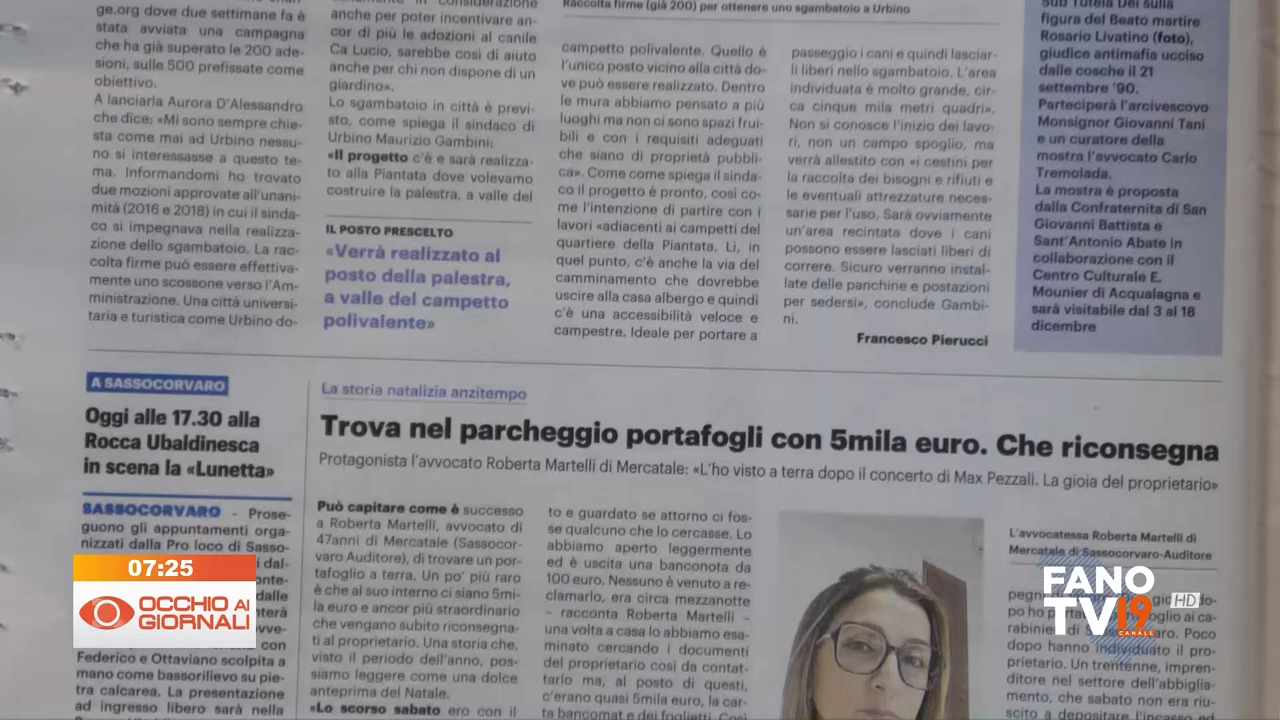 ge.org dove due settimane fa è
stata avviata una campagna
che ha già superato le 200 ade-
sioni, sulle 500 prefissate come
obiettivo.
A lanciarla Aurora D'Alessandro
che dice: «Mi sono sempre chie-
sta come mai ad Urbino nessu-
no si interessasse a questo te-
ma. Informandomi ho trovato
due mozioni approvate all'unani-
mità (2016 e 2018) in cui il sinda-
co si impegnava nella realizza-
zione dello sgambatoio. La rac-
colta firme può essere effettiva-
mente uno scossone verso l'Am-
ministrazione. Una città universi-
taria e turistica come Urbino do-
in considerazione
anche per poter incentivare an-
cor di più le adozioni al canile
Ca Lucio, sarebbe così di aiuto
anche per chi non dispone di un
giardino».
Lo sgambatoio in città è previ-
sto, come spiega il sindaco di
Urbino Maurizio Gambini:
«Il progetto c'è e sarà realizza-
to alla Piantata dove volevamo
costruire la palestra, a valle del
IL POSTO PRESCELTO
«Verrà realizzato al
posto della palestra,
a valle del campetto
polivalente»
Raccolta firme (già 200) per ottenere uno sgambatoio a Urbino
campetto polivalente. Quello è
l'unico posto vicino alla città do-
ve può essere realizzato. Dentro
le mura abbiamo pensato a più
luoghi ma non ci sono spazi frui-
bili e con i requisiti adeguati
che siano di proprietà pubbli-
ca». Come come spiega il sinda-
co il progetto è pronto, così co-
me l'intenzione di partire con i
lavori «adiacenti ai campetti del
quartiere della Piantata. Lì, in
quel punto, c'è anche la via del
camminamento che dovrebbe
uscire alla casa albergo e quindi
c'è una accessibilità veloce e
campestre. Ideale per portare a
passeggio i cani e quindi lasciar-
li liberi nello sgambatoio. L'area
individuata è molto grande, cir-
ca cinque mila metri quadri».
Non si conosce l'inizio dei lavo-
ri, non un campo spoglio, ma
verrà allestito con «i cestini per
la raccolta dei bisogni e rifiuti e
le eventuali attrezzature neces-
sarie per l'uso. Sarà ovviamente
un'area recintata dove i cani
possono essere lasciati liberi di
correre. Sicuro verranno instal-
late delle panchine e postazioni
per sedersi», conclude Gambi-
ni.
Francesco Pierucci
Sub Tutela Dei sulla
figura del Beato martire
Rosario Livatino (foto),
giudice antimafia ucciso
dalle cosche il 21
settembre '90.
Parteciperà l'arcivescovo
Monsignor Giovanni Tani
e un curatore della
mostra l'avvocato Carlo
Tremolada.
La mostra è proposta
dalla Confraternita di San
Giovanni Battista e
Sant'Antonio Abate in
collaborazione con il
Centro Culturale E.
Mounier di Acqualagna e
sarà visitabile dal 3 al 18
dicembre
A SASSOCORVARO
Oggi alle 17.30 alla
Rocca Ubaldinesca
in scena la «Lunetta»
SASSOCORVARO - Prose-
guono gli appuntamenti orga-
nizzati dalla Pro loco di Sasso-
Federico e Ottaviano scolpita a
mano come bassorilievo su pie-
tra calcarea. La presentazione
ad ingresso libero sarà nella
La storia natalizia anzitempo
Trova nel parcheggio portafogli con 5mila euro. Che riconsegna
Protagonista l'avvocato Roberta Martelli di Mercatale: «L'ho visto a terra dopo il concerto di Max Pezzali. La gioia del proprietario»
Può capitare come è successo
a Roberta Martelli, avvocato di
47anni di Mercatale (Sassocor-
varo Auditore), di trovare un por-
tafoglio a terra. Un po' più raro
è che al suo interno ci siano 5mi-
la euro e ancor più straordinario
che vengano subito riconsegna-
ti al proprietario. Una storia che,
visto il periodo dell'anno, pos-
siamo leggere come una dolce
anteprima del Natale.
«Lo scorso sabato ero con il
to e guardato se attorno ci fos-
se qualcuno che lo cercasse. Lo
abbiamo aperto leggermente
ed è uscita una banconota da
100 euro. Nessuno è venuto a re-
clamarlo, era circa mezzanotte
– racconta Roberta Martelli –
una volta a casa lo abbiamo esa-
minato cercando i documenti
del proprietario così da contat-
tarlo ma, al posto di questi,
c'erano quasi 5mila euro, la car-
ta bancomat e dei foglietti. Così
L'avvocatessa Roberta Martelli di
Mercatale di Sassocorvaro-Auditore
dopo hanno individuato il pro-
prietario. Un trentenne, impren-
ditore nel settore dell'abbiglia-
mento, che sabato non era riu-
scito a depositare l'incasso
07:25
OCCHIO AI
GIORNALI
FANO
TV19 HD
CANALE